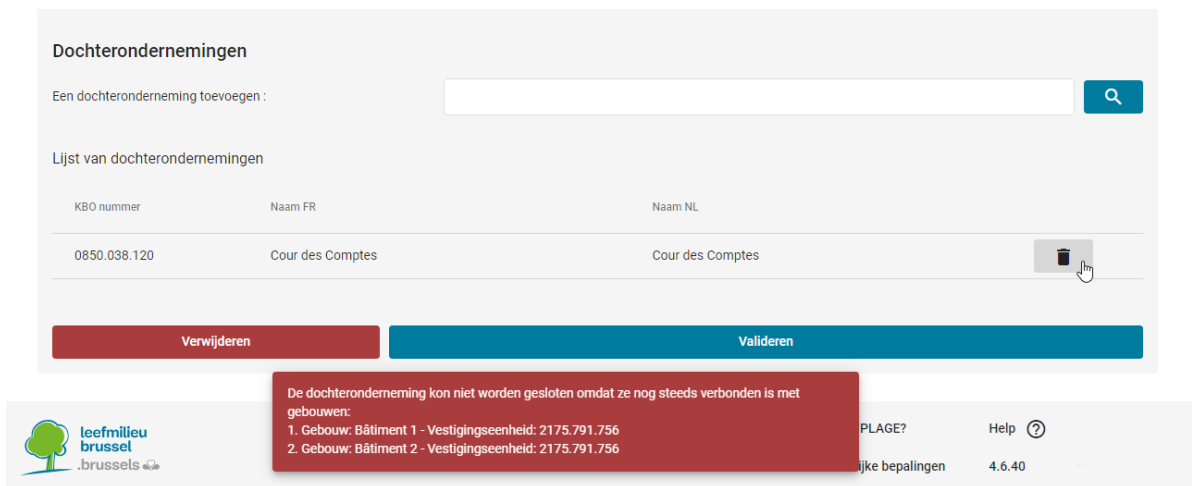 Dochterondernemingen
Een dochteronderneming toevoegen :
Lijst van dochterondernemingen
KBO nummer Naam FR Naam NL
0850.038.120 Cour des Comptes Cour des Comptes
Verwijderen Valideren
De dochteronderneming kon niet worden gesloten omdat ze nog steeds verbonden is met
gebouwen:
1. Gebouw: Bâtiment 1 - Vestigingseenheid: 2175.791.756
2. Gebouw: Bâtiment 2 - Vestigingseenheid: 2175.791.756
leefmilieu
brussel
.brussels
PLAGE? Help
ijke bepalingen 4.6.40